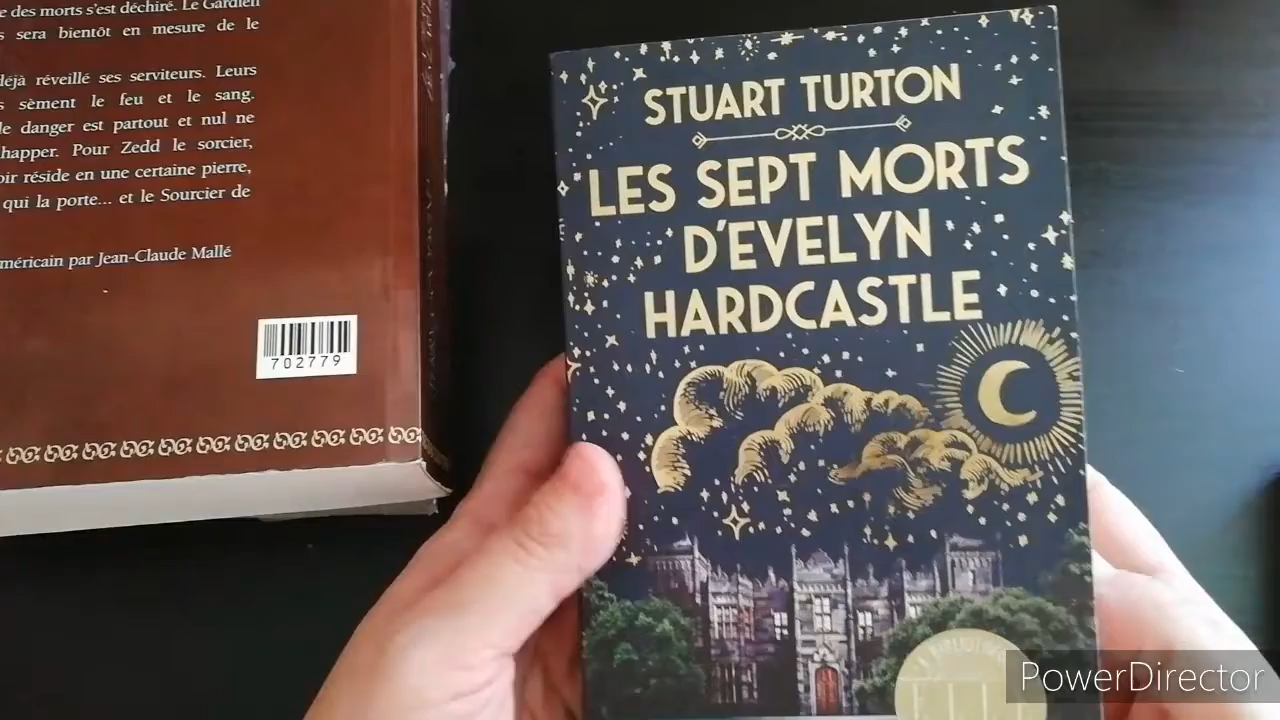 e des morts s'est déchiré. Le Gardien
s sera bientôt en mesure de le
déjà réveillé ses serviteurs. Leurs
s sèment le feu et le sang.
le danger est partout et nul ne
happer. Pour Zedd le sorcier,
oir réside en une certaine pierre,
qui la porte... et le Sourcier de
méricain par Jean-Claude Mallé
702779
STUART TURTON
LES SEPT MORTS
D'EVELYN
HARDCASTLE
PowerDirector